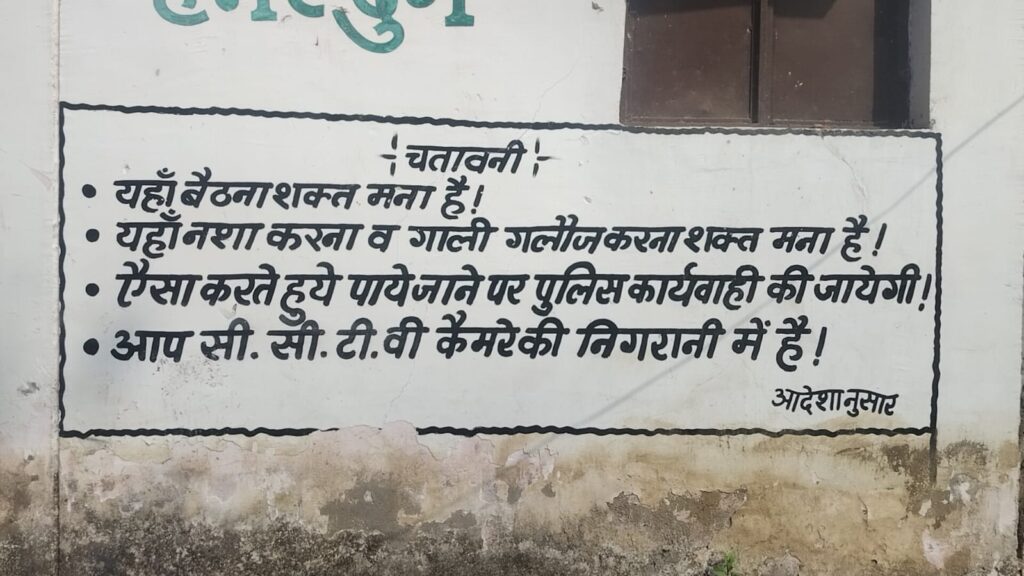 चतावनी
• यहाँ बैठना शक्त मना है!
• यहाँ नशा करना व गाली गलौज करना शक्त मना है!
• ऐसा करते हुये पाये जाने पर पुलिस कार्यवाही की जायेगी!
• आप सी. सी. टी. वी कैमरे की निगरानी में है!
आदेशानुसार